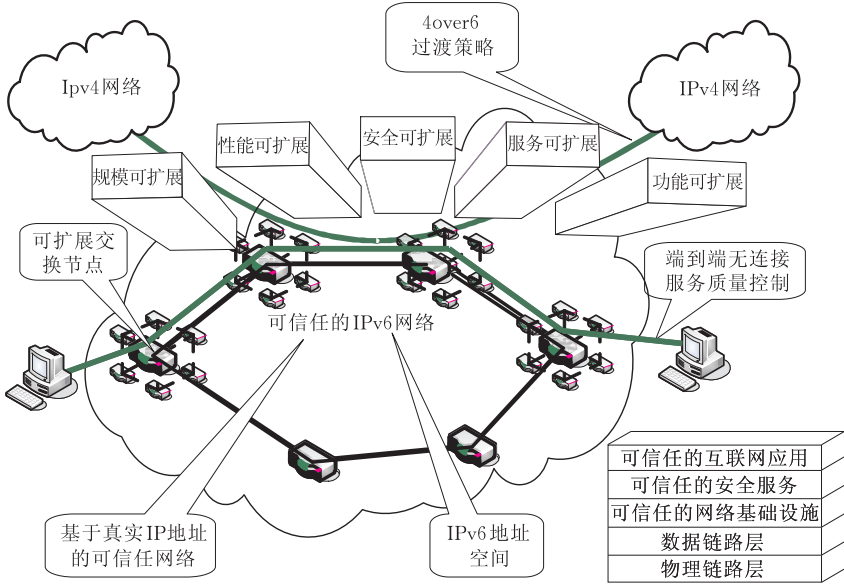 4over6
过渡策略
Ipv4网络
IPv4网络
性能可扩展
安全可扩展
服务可扩展
规模可扩展
功能可扩展
可扩展交
换节点
端到端无连接
服务质量控制
可信任的IPv6网络
基于真实IP地址
的可信任网络
IPv6地址
空间
可信任的互联网应用
可信任的安全服务
可信任的网络基础设施
数据链路层
物理链路层